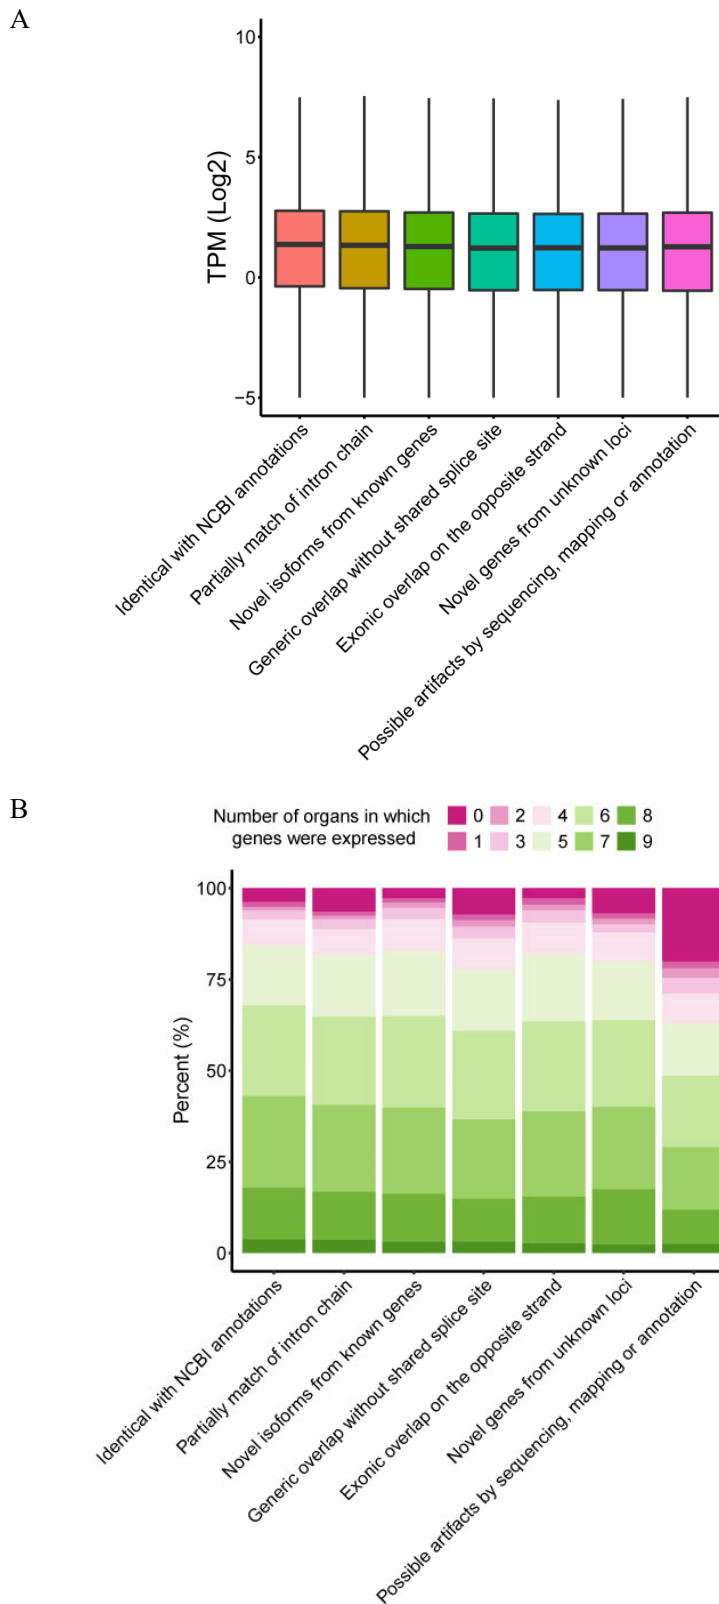 A
10
5
0
−5
TPM (Log2)
Identical with NCBI annotations
Partially match of intron chain
Novel isoforms from known genes
Generic overlap without shared splice site
Exonic overlap on the opposite strand
Novel genes from unknown loci
Possible artifacts by sequencing, mapping or annotation
B
Number of organs in which
genes were expressed
0 2 4 6 8
1 3 5 7 9
100
75
50
25
0
Percent (%)
Identical with NCBI annotations
Partially match of intron chain
Novel isoforms from known genes
Generic overlap without shared splice site
Exonic overlap on the opposite strand
Novel genes from unknown loci
Possible artifacts by sequencing, mapping or annotation